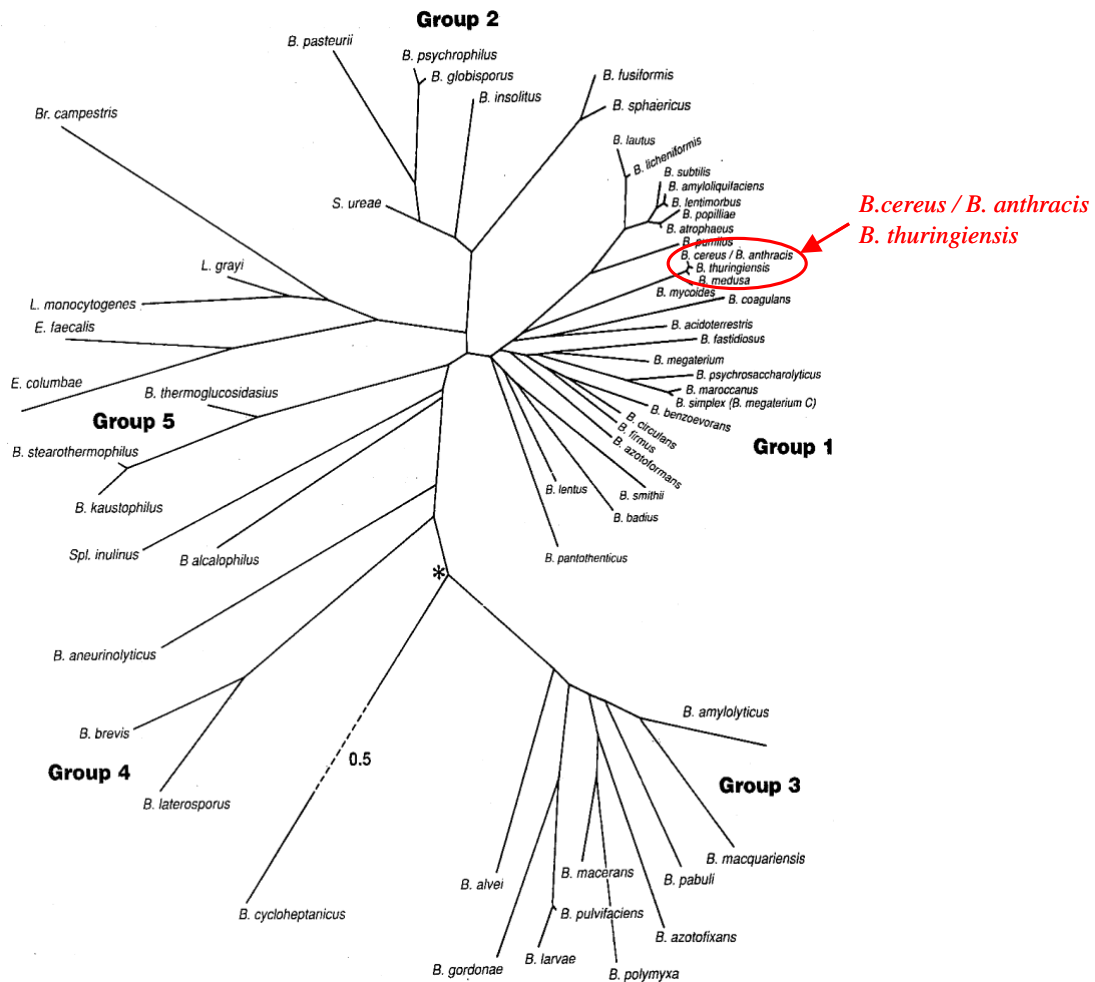 Group 2
B. pasteurii
B. psychrophilus
B. globisporus
B. insolitus
B. fusiformis
B. sphaericus
Br. campestris
S. ureae
B. lautus
B. licheniformis
B. subtilis
B. amyloliquifaciens
B. lentimorbus
B. popilliae
B. atrophaeus
B. pumilos
B. cereus / B. anthracis
B. thuringiensis
B. medusa
B. mycoides
B.cereus / B. anthracis
B. thuringiensis
L. grayi
L. monocytogenes
E. faecalis
E. columbae
B. coagulans
B. acidoterrestris
B. fastidiosus
B. megaterium
B. psychrosaccharolyticus
B. maroccanus
B. simplex (B. megaterium C)
B. benzoevorans
B. circulans
B. firmus
B. azotoformans
Group 1
B. thermoglucosidasius
Group 5
B. stearothermophilus
B. kaustophilus
B. lentus
B. smithii
B. badius
B. pantothenticus
Spl. inulinus
B alcalophilus
*
B. aneurinolyticus
B. brevis
Group 4
B. laterosporus
0.5
B. cycloheptanicus
B. amylolyticus
Group 3
B. macquariensis
B. pabuli
B. alvei
B. macerans
B. pulvifaciens
B. azotofixans
B. larvae
B. gordonae
B. polymyxa